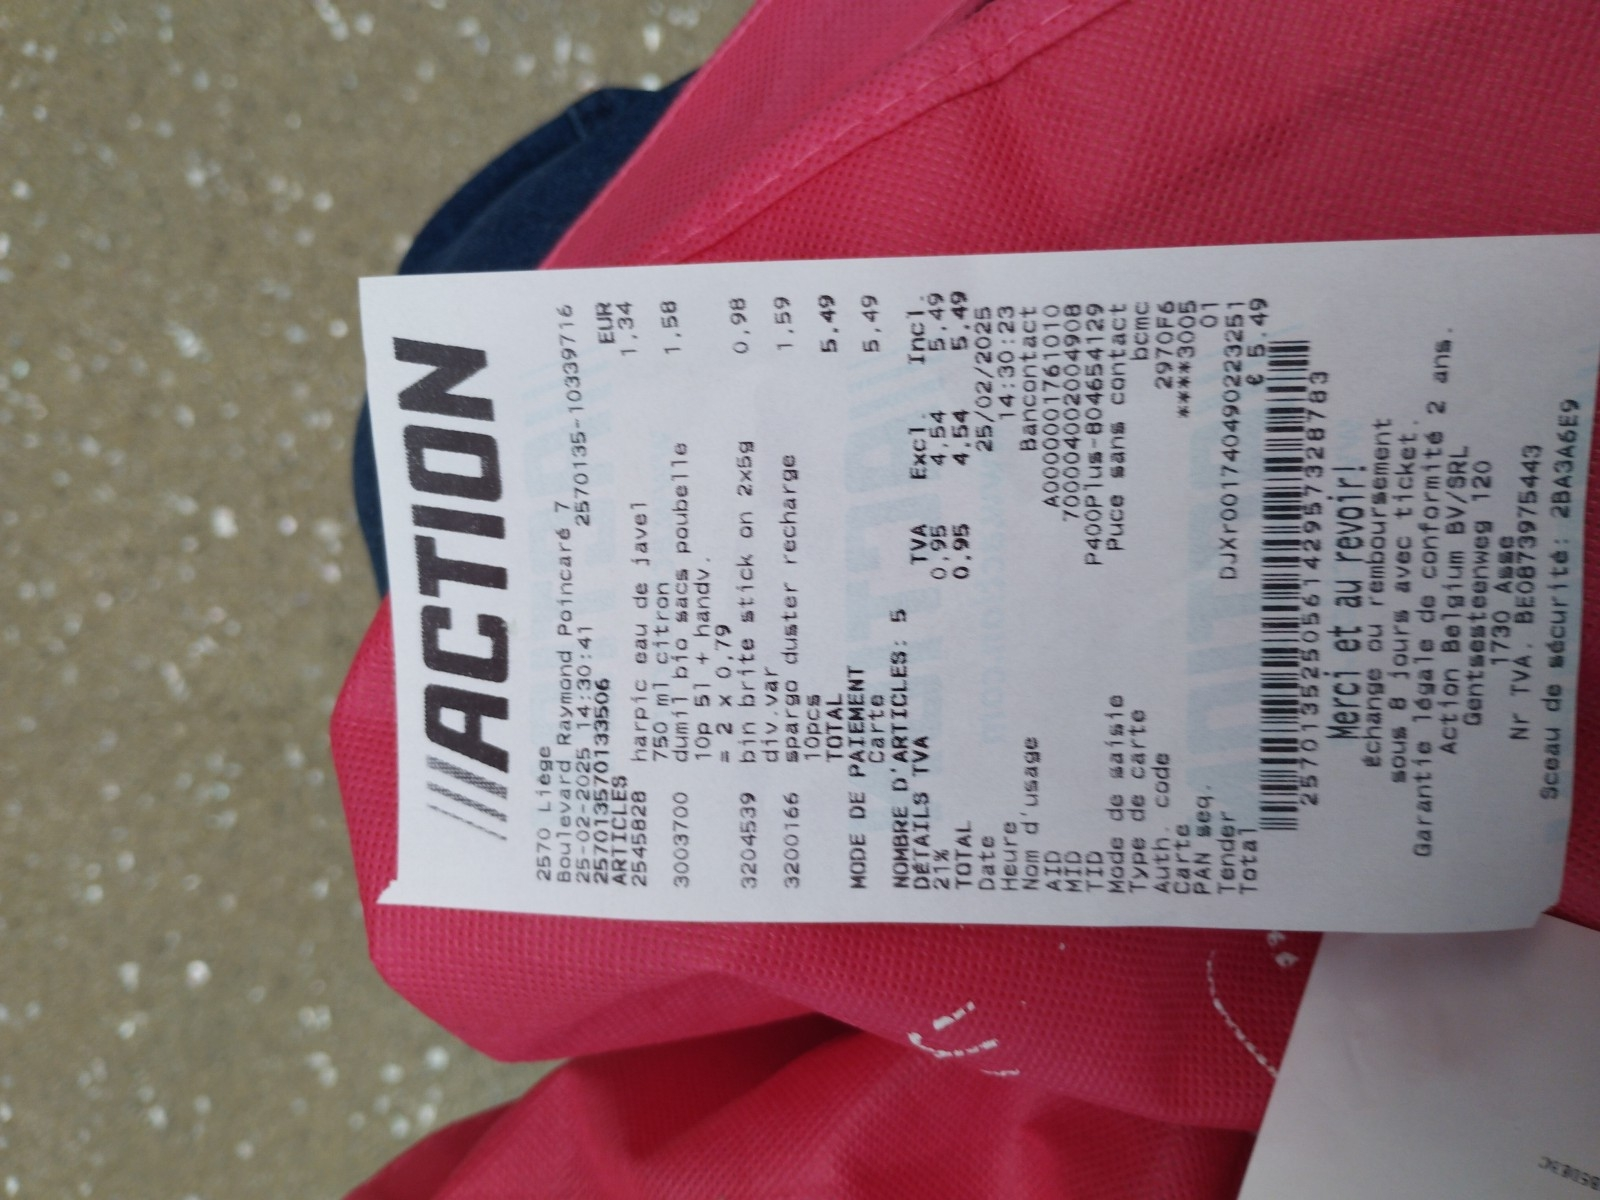 ///ACTION
2570 Liège
Boulevard Raymond Poincaré 7
25-02-2025 14:30:41 2570135-10339716
257013570133506
ARTICLES EUR
2545828 harpic eau de javel 1,34
750 ml citron
3003700 dumil bio sacs poubelle 1,58
10p 5l + handv.
= 2 x 0,79
3204539 bin brite stick on 2x5g 0,98
div.var
3200166 spargo duster recharge 1,59
10pcs
TOTAL 5,49
MODE DE PAIEMENT
Carte 5,49
NOMBRE D'ARTICLES: 5
DÉTAILS TVA TVA Excl. Incl.
21% 0,95 4,54 5,49
TOTAL 0,95 4,54 5,49
Date 25/02/2025
Heure 14:30:23
Nom d'usage Bancontact
AID A0000001761010
MID 70000402004908
TID P400Plus-80465412​9
Mode de saisie Puce sans contact
Type de carte bcmc
Auth. code 2970F6
Carte ****3005
PAN seq. 01
Tender DJXr001740490223251
Total € 5.49
2570135250561429573287​83
Merci et au revoir!
échange ou remboursement
sous 8 jours avec ticket.
Garantie légale de conformité 2 ans.
Action Belgium BV/SRL
Gentsesteenweg 120
1730 Asse
Nr TVA. BE0873975443
Sceau de sécurité: 2BA3A6E9